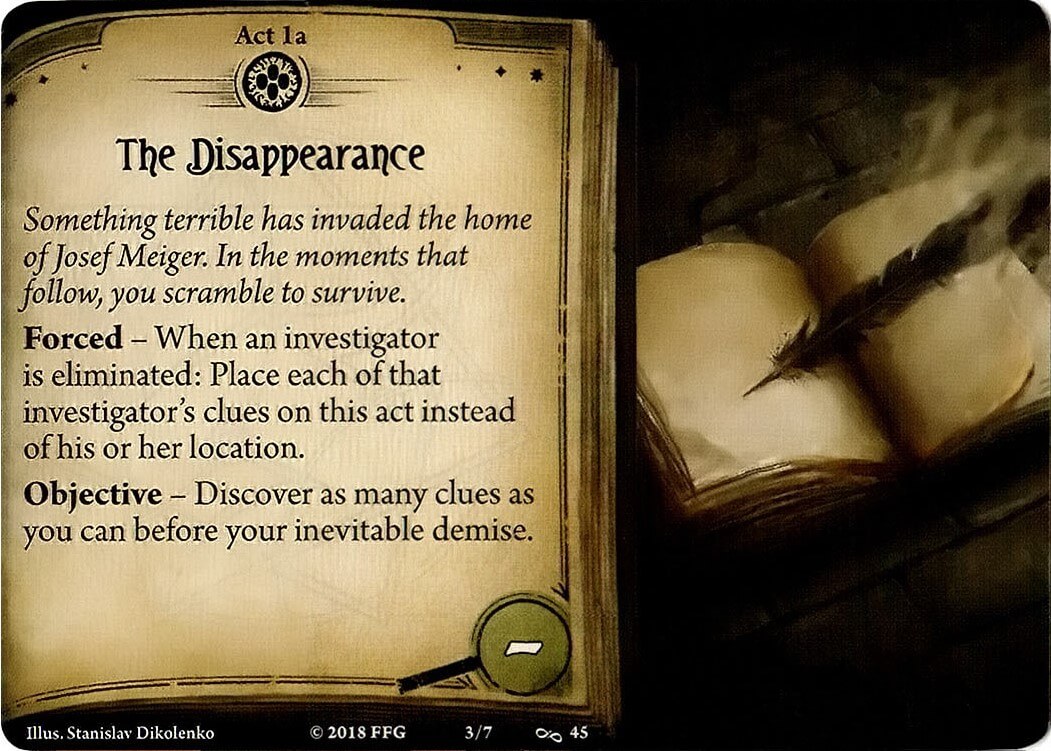 Act 1a
The Disappearance
Something terrible has invaded the home
of Josef Meiger. In the moments that
follow, you scramble to survive.
Forced – When an investigator
is eliminated: Place each of that
investigator's clues on this act instead
of his or her location.
Objective – Discover as many clues as
you can before your inevitable demise.
–
Illus. Stanislav Dikolenko © 2018 FFG 3/7 45